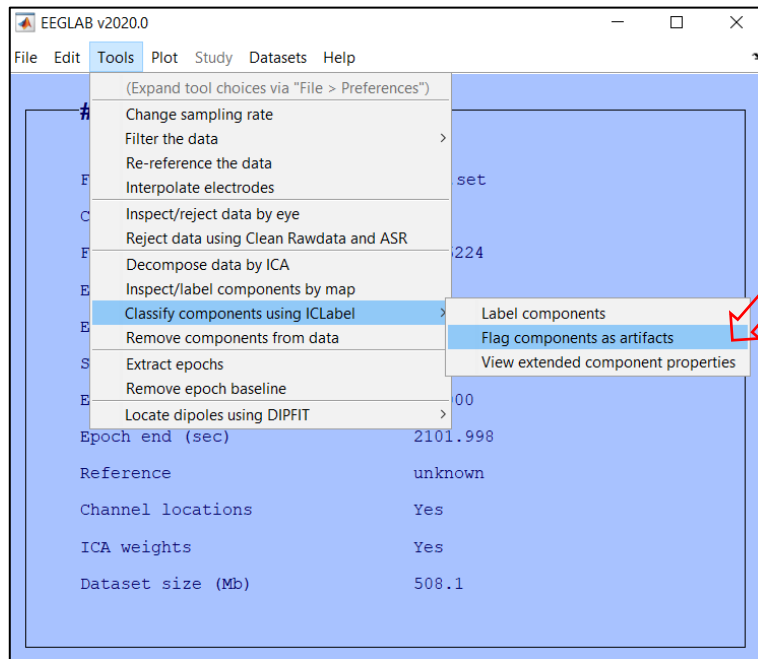 EEGLAB v2020.0
File Edit Tools Plot Study Datasets Help
(Expand tool choices via "File > Preferences")
#
Change sampling rate
Filter the data
Re-reference the data
F .set
Interpolate electrodes
C Inspect/reject data by eye
Reject data using Clean Rawdata and ASR
F 5224
Decompose data by ICA
E Inspect/label components by map
Classify components using ICLabel Label components
E Remove components from data Flag components as artifacts
S Extract epochs View extended component properties
Remove epoch baseline
E 00
Locate dipoles using DIPFIT
Epoch end (sec) 2101.998
Reference unknown
Channel locations Yes
ICA weights Yes
Dataset size (Mb) 508.1